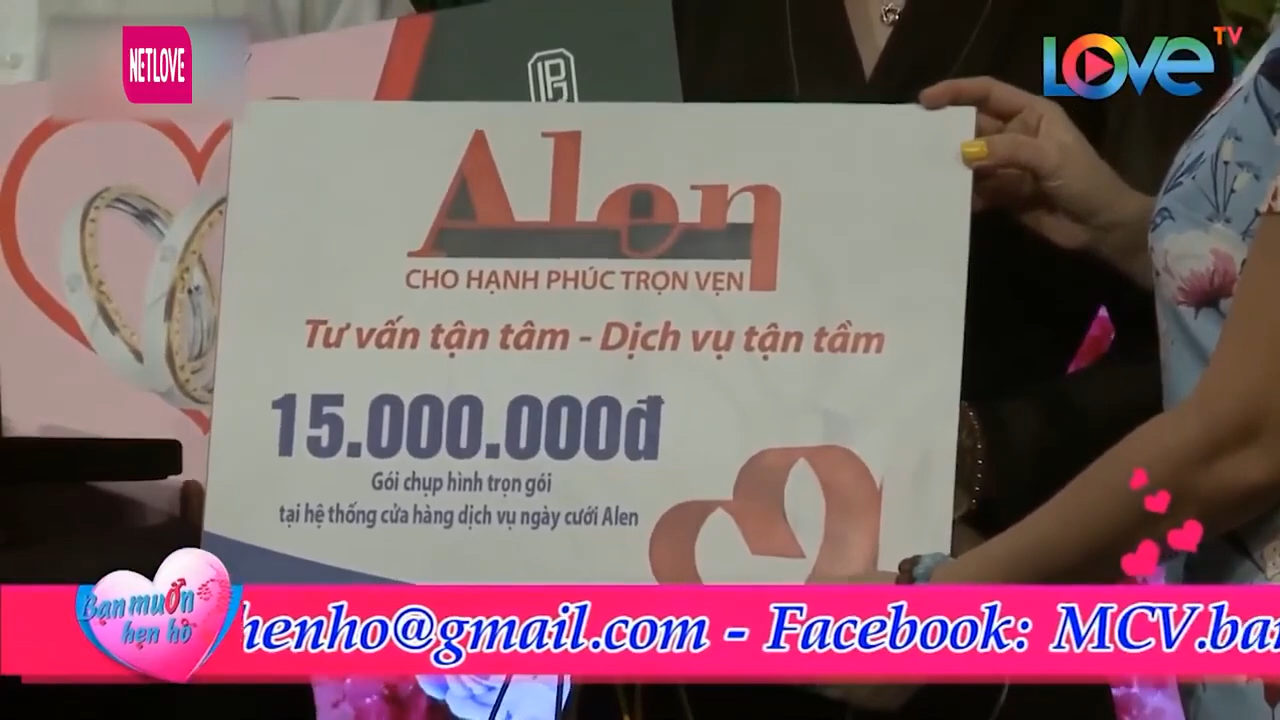 NETLOVE
LOVE TV
Alen
CHO HẠNH PHÚC TRỌN VẸN
Tư vấn tận tâm - Dịch vụ tận tầm
15.000.000đ
Gói chụp hình trọn gói
tại hệ thống cửa hàng dịch vụ ngày cưới Alen
Bạn muốn
hẹn hò
henho@gmail.com - Facebook: MCV.ba